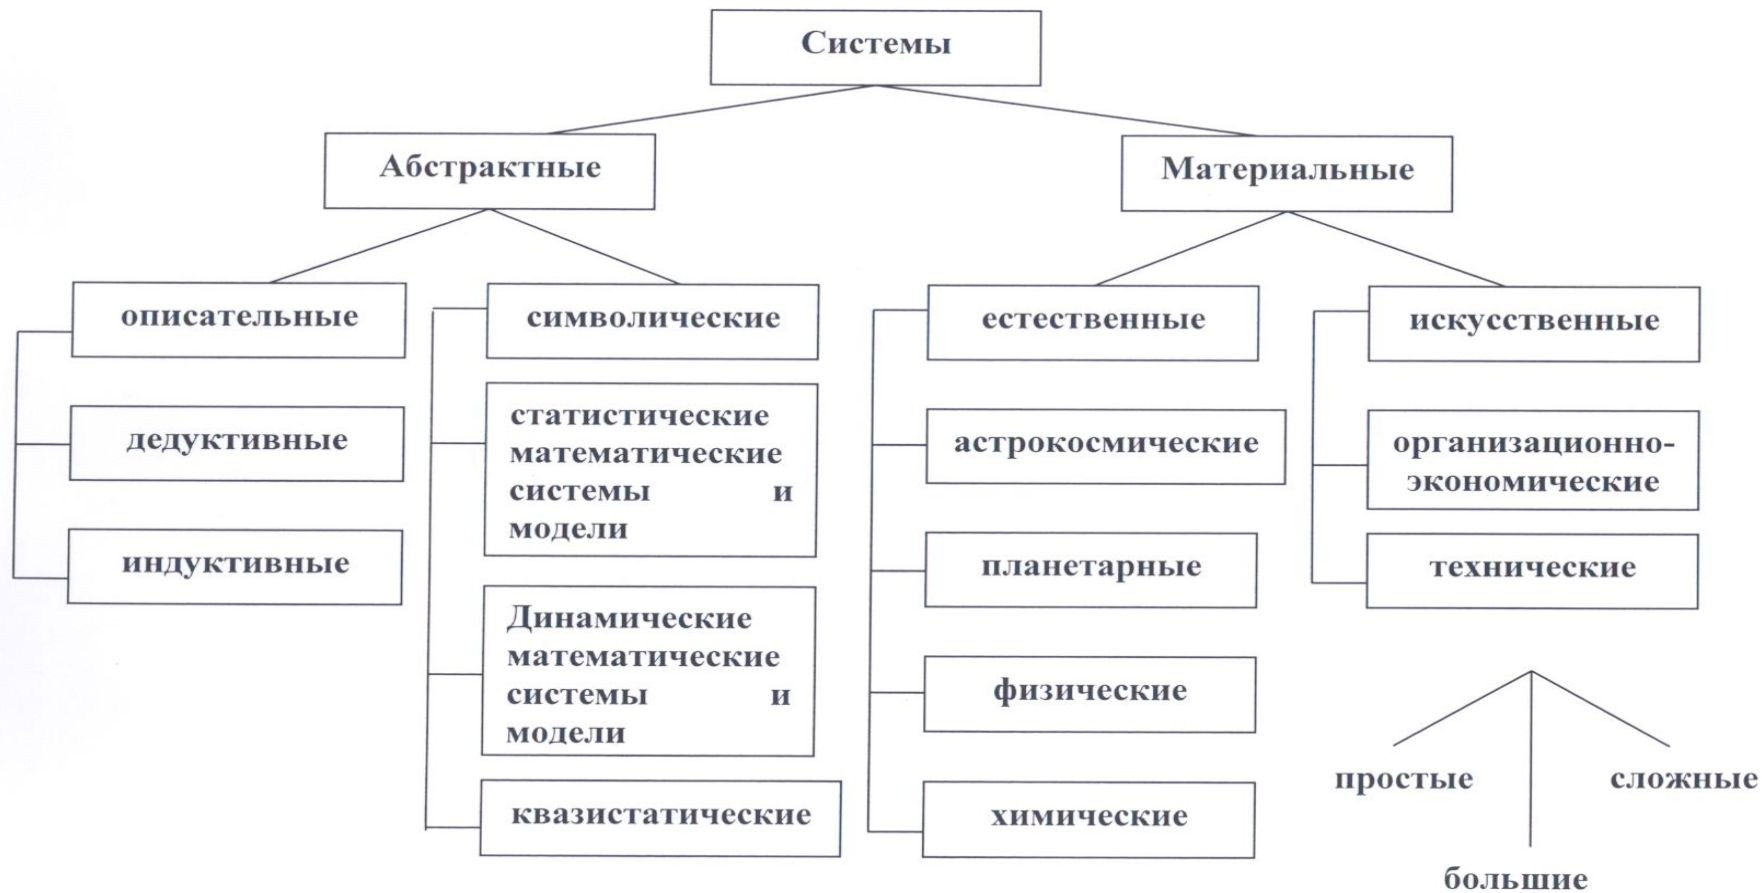 Системы
Абстрактные
Материальные
описательные
символические
естественные
искусственные
дедуктивные
статистические
математические
системы и
модели
астрокосмические
организационно-
экономические
индуктивные
планетарные
технические
Динамические
математические
системы и
модели
физические
квазистатические
химические
простые
сложные
большие